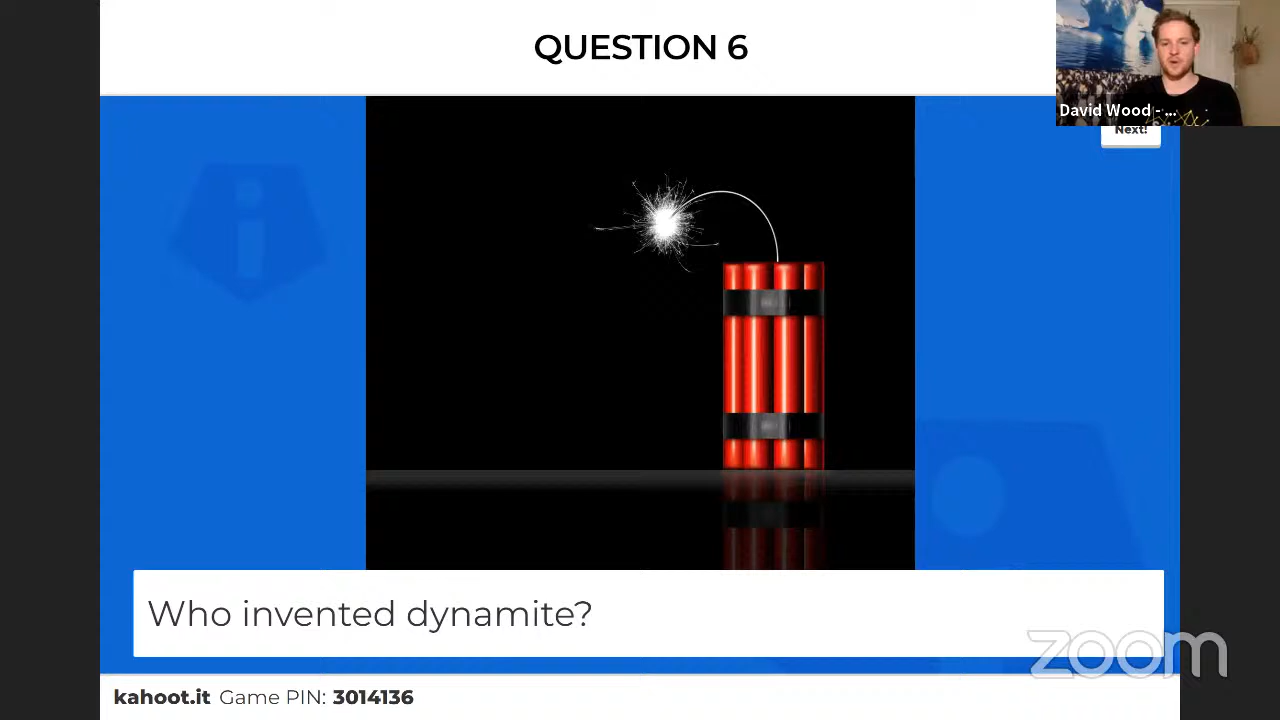 QUESTION 6
David Wood - ...
Next!
Who invented dynamite?
zoom
kahoot.it Game PIN: 3014136